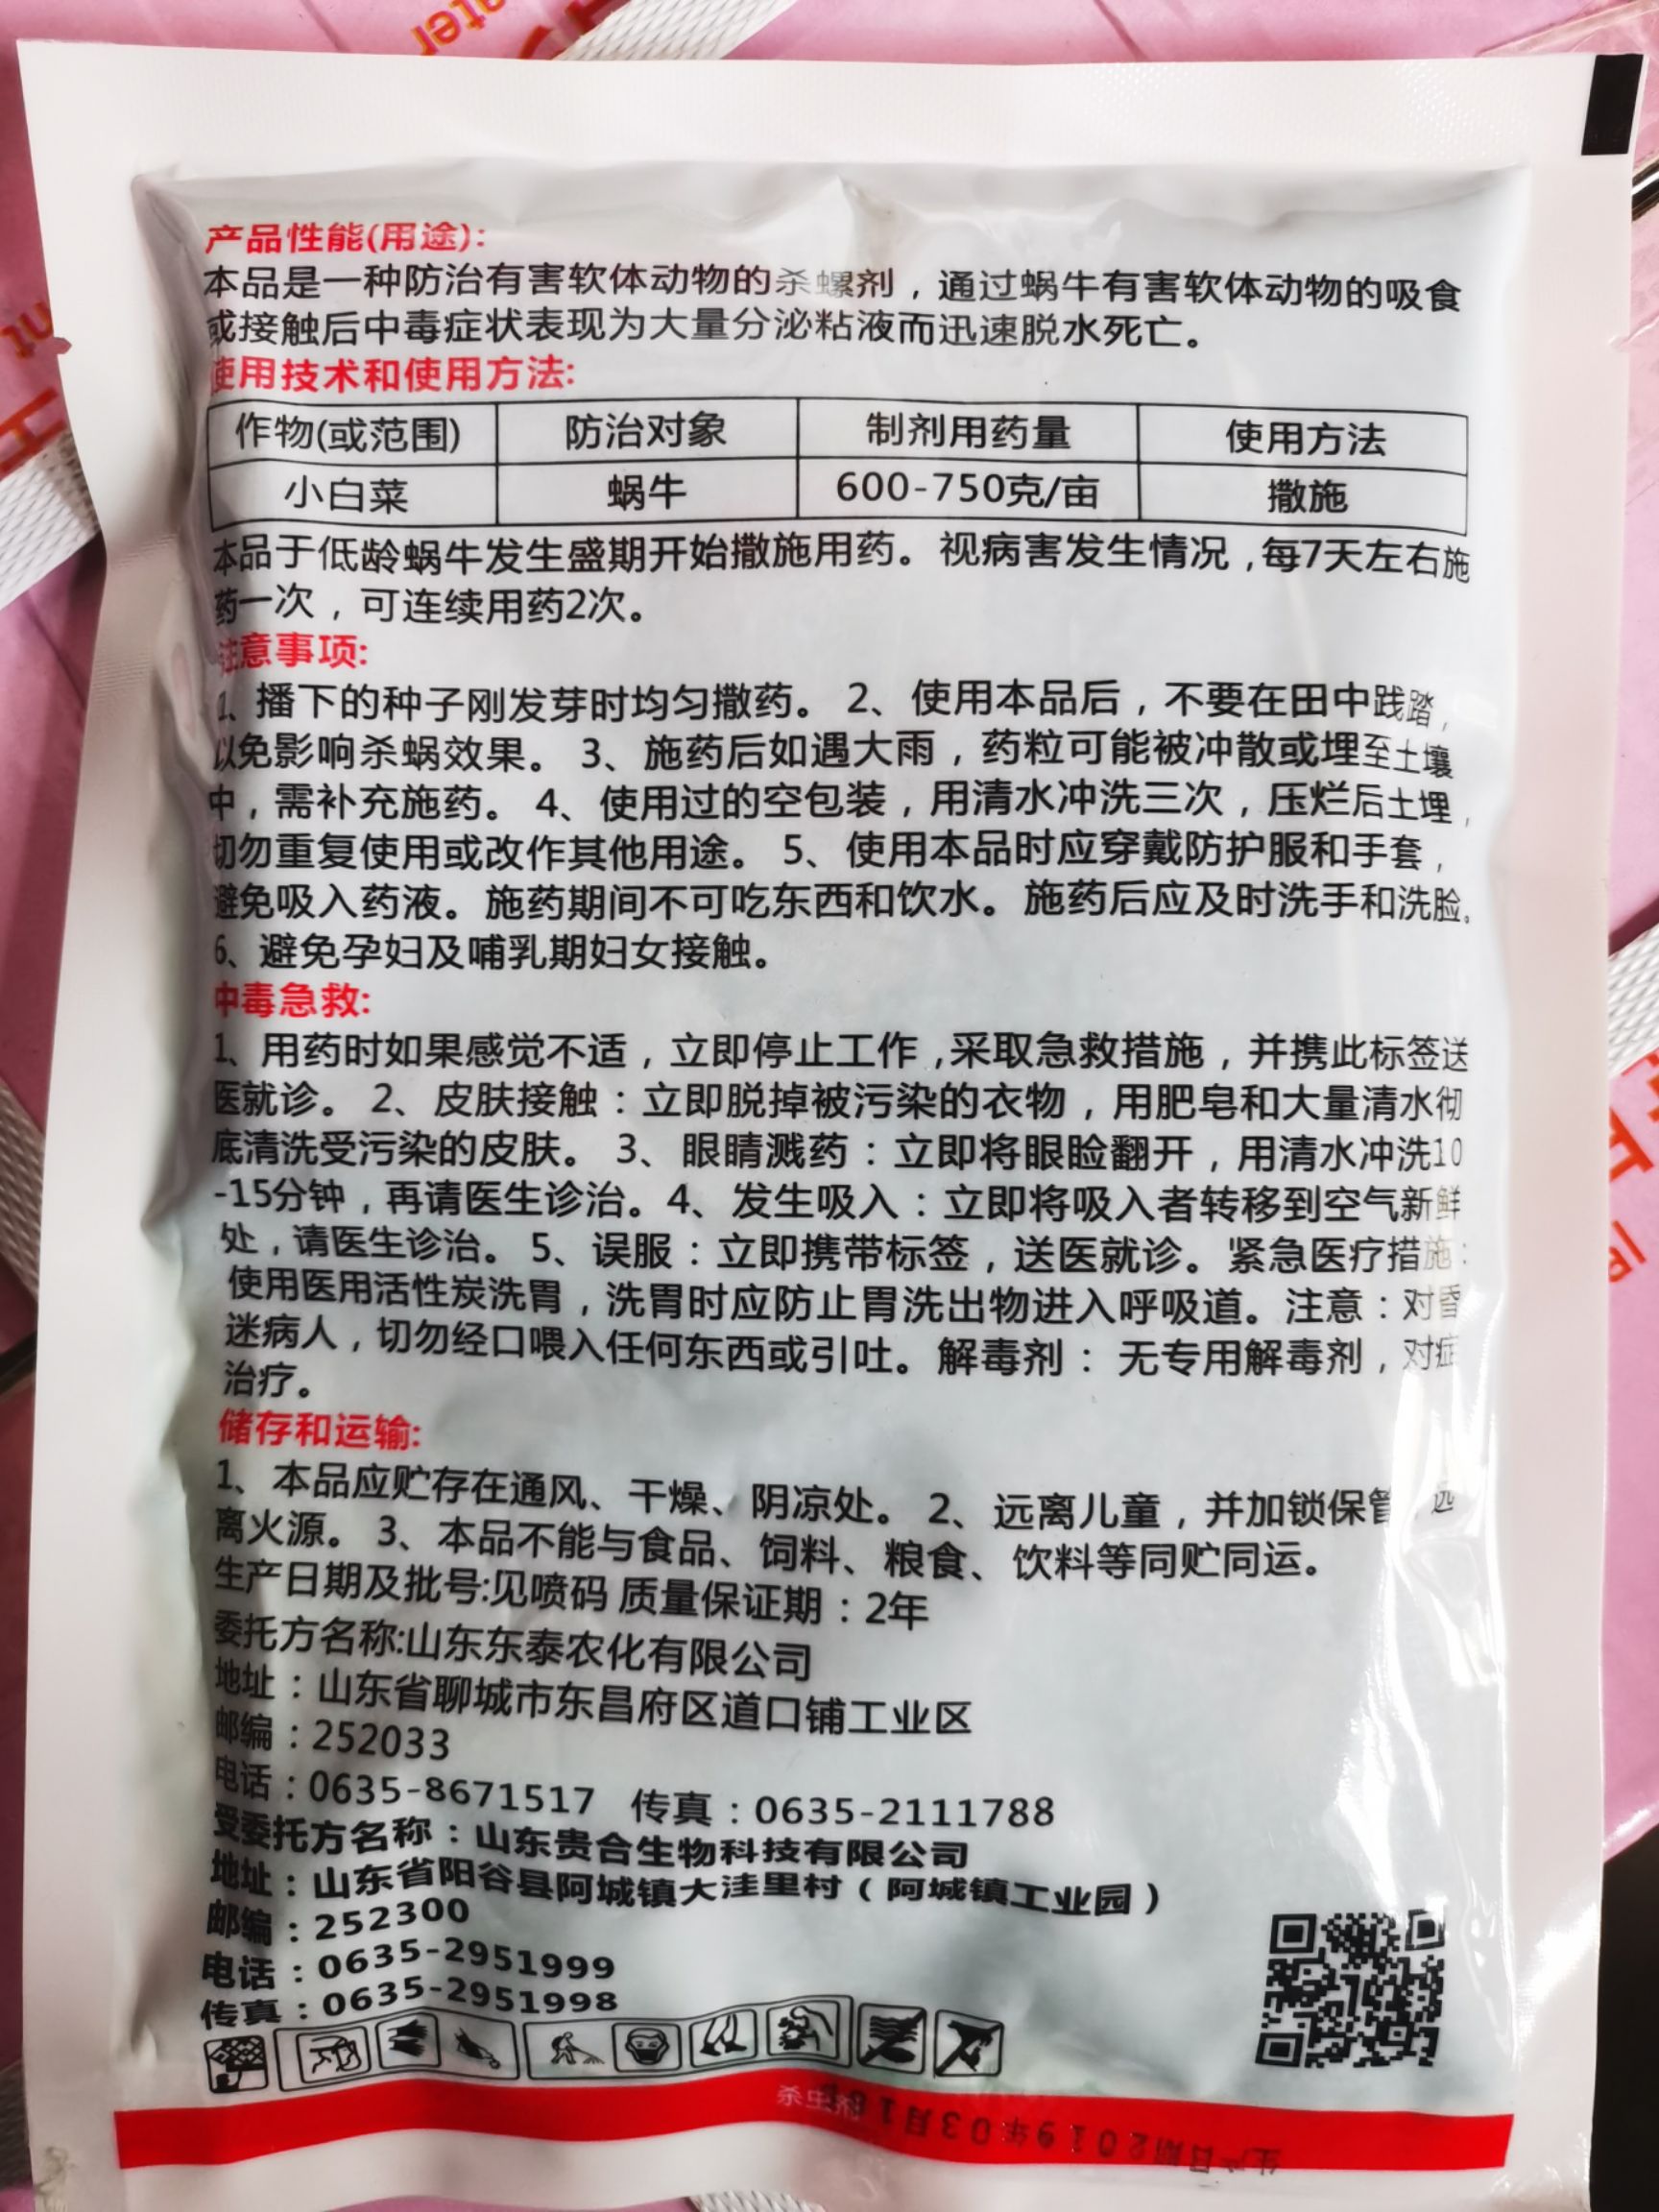 产品性能(用途):
本品是一种防治有害软体动物的杀螺剂，通过蜗牛有害软体动物的吸食
或接触后中毒症状表现为大量分泌粘液而迅速脱水死亡。
使用技术和使用方法:
作物(或范围) 防治对象 制剂用药量 使用方法
小白菜 蜗牛 600-750克/亩 撒施
本品于低龄蜗牛发生盛期开始撒施用药。视病害发生情况,每7天左右施
药一次，可连续用药2次。
注意事项:
1、播下的种子刚发芽时均匀撒药。 2、使用本品后，不要在田中践踏，
以免影响杀蜗效果。 3、施药后如遇大雨，药粒可能被冲散或埋至土壤
中，需补充施药。 4、使用过的空包装，用清水冲洗三次，压烂后土埋，
切勿重复使用或改作其他用途。 5、使用本品时应穿戴防护服和手套，
避免吸入药液。施药期间不可吃东西和饮水。施药后应及时洗手和洗脸。
6、避免孕妇及哺乳期妇女接触。
中毒急救:
1、用药时如果感觉不适，立即停止工作,采取急救措施，并携此标签送
医就诊。 2、皮肤接触：立即脱掉被污染的衣物，用肥皂和大量清水彻
底清洗受污染的皮肤。 3、眼睛溅药：立即将眼睑翻开，用清水冲洗10
-15分钟，再请医生诊治。4、发生吸入：立即将吸入者转移到空气新鲜
处，请医生诊治。 5、误服：立即携带标签，送医就诊。紧急医疗措施：
使用医用活性炭洗胃，洗胃时应防止胃洗出物进入呼吸道。注意：对昏
迷病人，切勿经口喂入任何东西或引吐。解毒剂：无专用解毒剂，对症
治疗。
储存和运输:
1、本品应贮存在通风、干燥、阴凉处。 2、远离儿童，并加锁保管，远
离火源。 3、本品不能与食品、饲料、粮食、饮料等同贮同运。
生产日期及批号:见喷码 质量保证期：2年
委托方名称:山东东泰农化有限公司
地址：山东省聊城市东昌府区道口铺工业区
邮编：252033
电话：0635-8671517 传真：0635-2111788
受委托方名称：山东贵合生物科技有限公司
地址：山东省阳谷县阿城镇大洼里村（阿城镇工业园）
邮编：252300
电话：0635-2951999
传真：0635-2951998
杀虫剂
生产日期2019年03月18